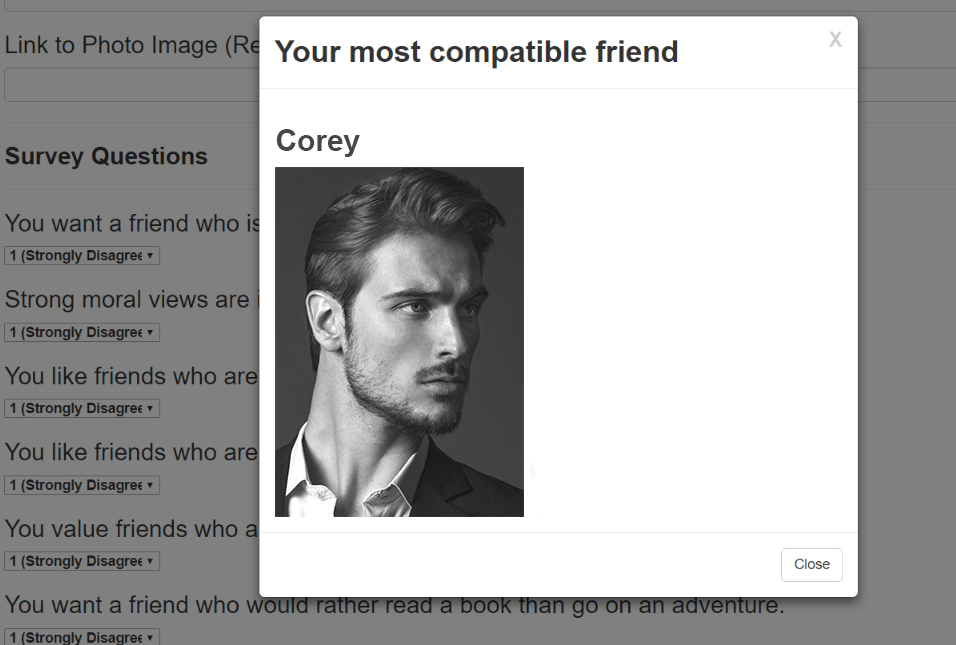 Link to Photo Image (Re
Your most compatible friend
X
Corey
Survey Questions
You want a friend who is
1 (Strongly Disagree
Strong moral views are i
1 (Strongly Disagree
You like friends who are
1 (Strongly Disagree
You like friends who are
1 (Strongly Disagree
You value friends who a
1 (Strongly Disagree
Close
You want a friend who would rather read a book than go on an adventure.
1 (Strongly Disagree